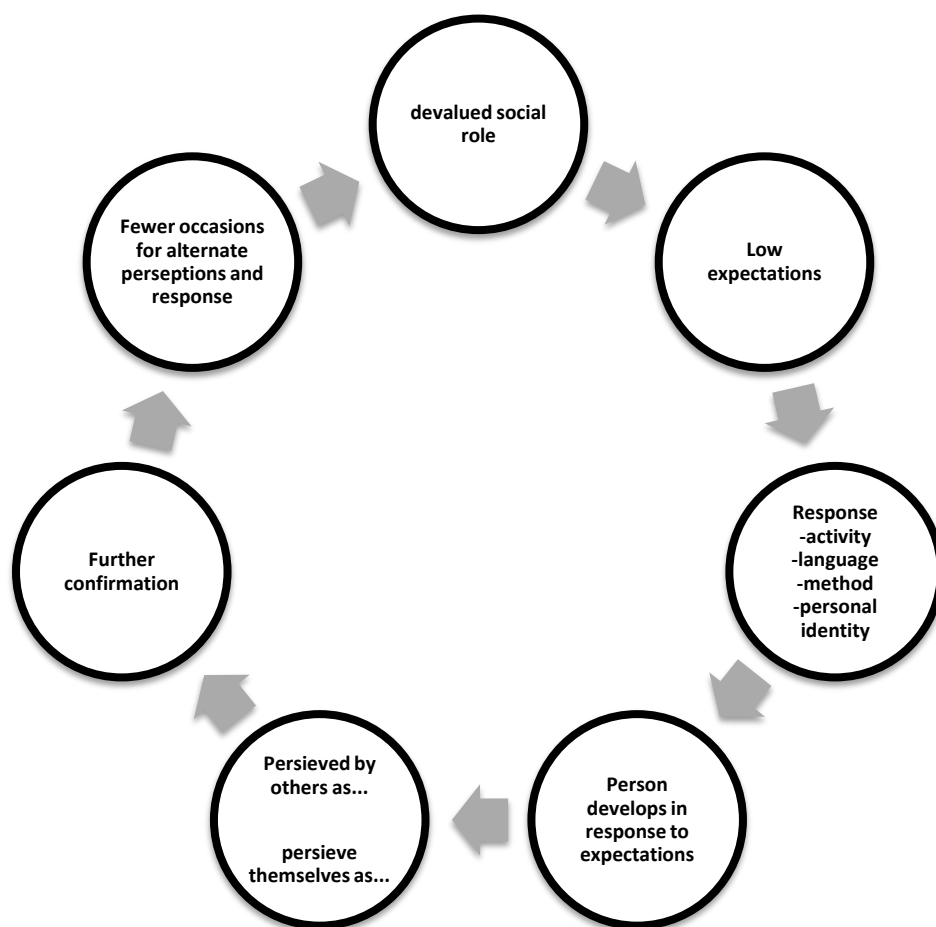 devalued social
role
Low
expectations
Response
-activity
-language
-method
-personal
identity
Person
develops in
response to
expectations
Persieved by
others as...
persieve
themselves as...
Further
confirmation
Fewer occasions
for alternate
perseptions and
response